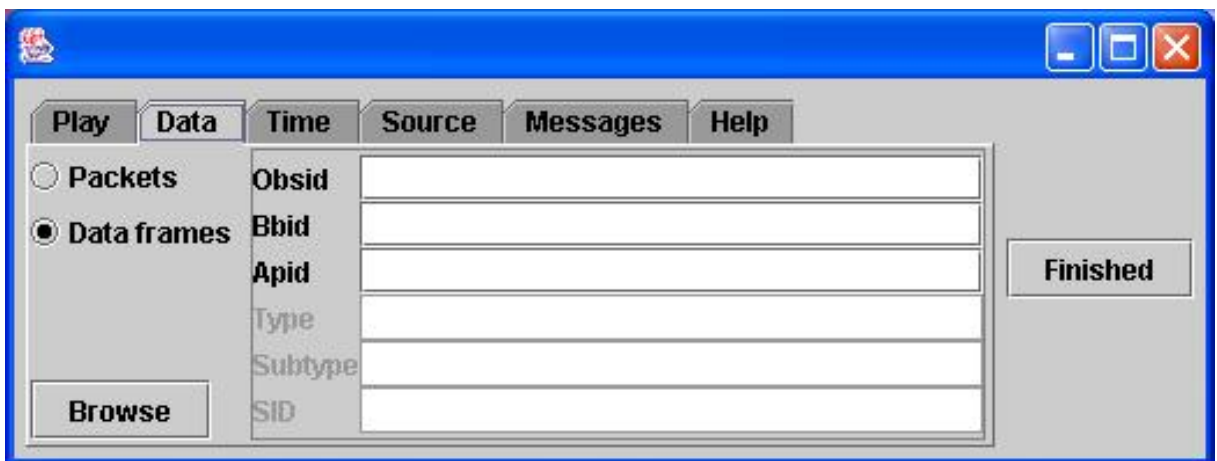 Play Data Time Source Messages Help
Packets
Data frames
Obsid
Bbid
Apid
Type
Subtype
SID
Browse
Finished